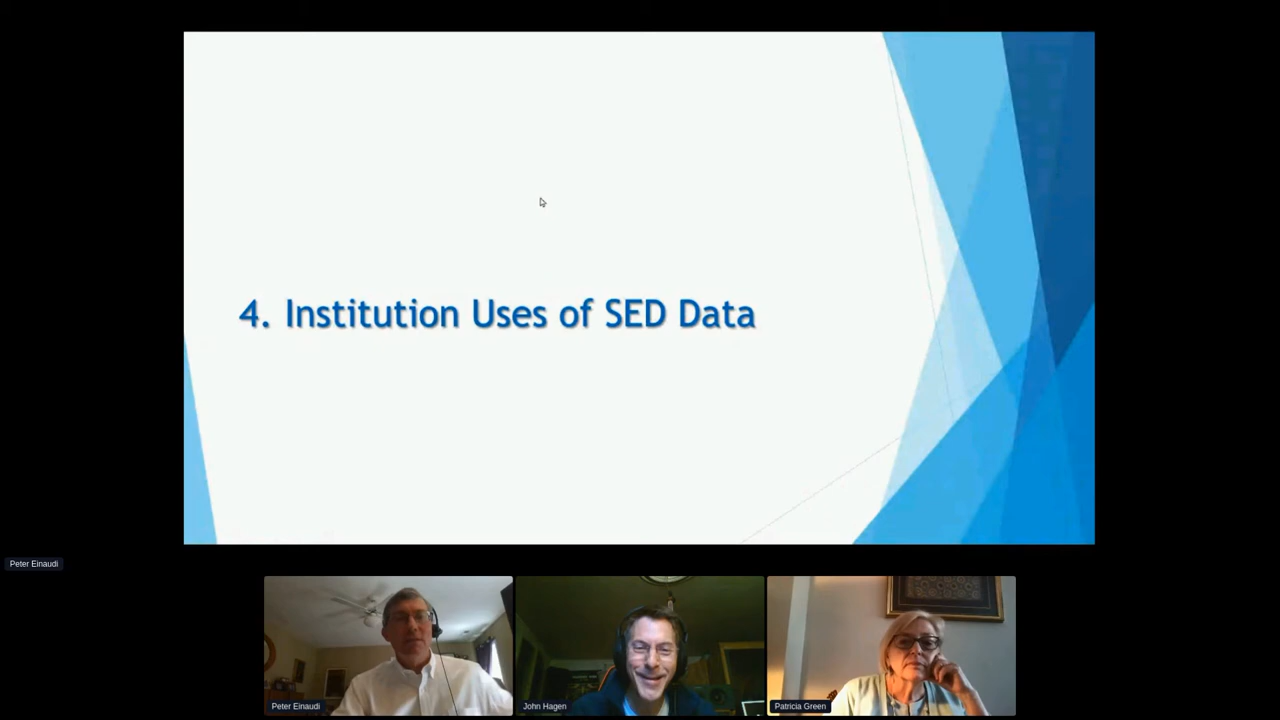 4. Institution Uses of SED Data
Peter Einaudi
Peter Einaudi
John Hagen
Patricia Green